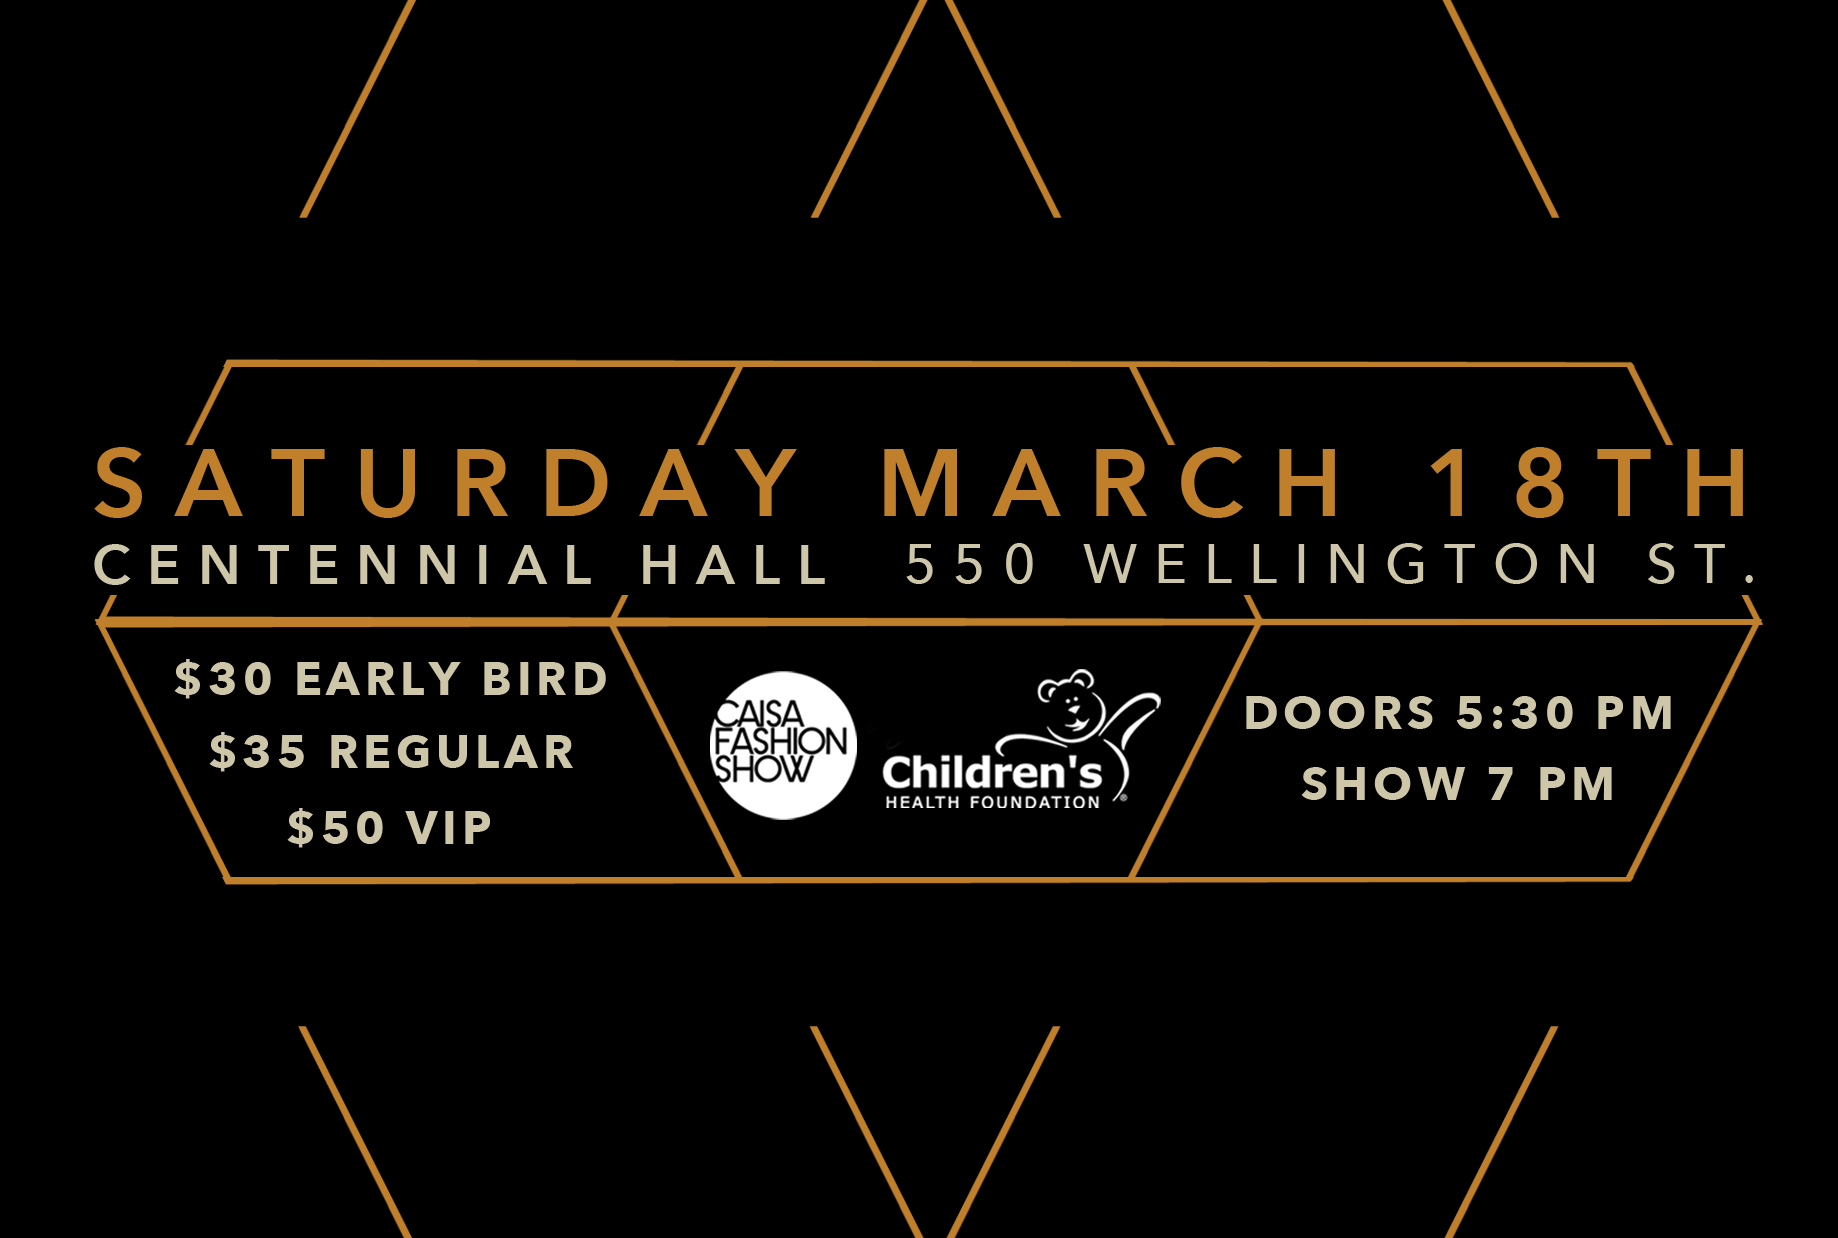 SATURDAY MARCH 18TH
CENTENNIAL HALL 550 WELLINGTON ST.
$30 EARLY BIRD
$35 REGULAR
$50 VIP
CAISA
FASHION
SHOW
Children's
HEALTH FOUNDATION ®
DOORS 5:30 PM
SHOW 7 PM